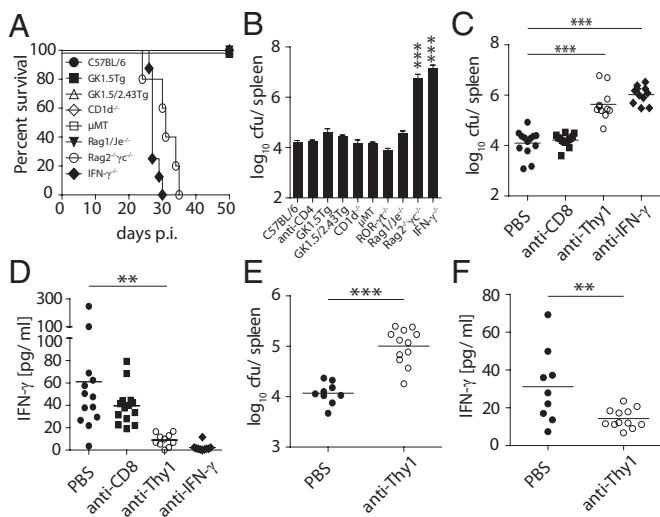 A
Percent survival
100
80
60
40
20
0
0 10 20 30 40 50
days p.i.
C57BL/6
GK1.5Tg
GK1.5/2.43Tg
CD1d-/-
µMT
Rag1/Je-/-
Rag2-/-γc-/-
IFN-γ-/-
B
log10 cfu/ spleen
8
6
4
2
0
***
***
C57BL/6
anti-CD4
GK1.5Tg
GK1.5/2.43Tg
CD1d-/-
µMT
ROR-γt-/-
Rag1/Je-/-
Rag2-/-γc-/-
IFN-γ-/-
C
***
***
log10 cfu/ spleen
8
6
4
2
PBS
anti-CD8
anti-Thy1
anti-IFN-γ
D
**
IFN-γ [pg/ ml]
300
200
100
100
80
60
40
20
0
PBS
anti-CD8
anti-Thy1
anti-IFN-γ
E
***
log10 cfu/ spleen
6
5
4
3
PBS
anti-Thy1
F
**
IFN-γ [pg/ ml]
80
60
40
20
0
PBS
anti-Thy1